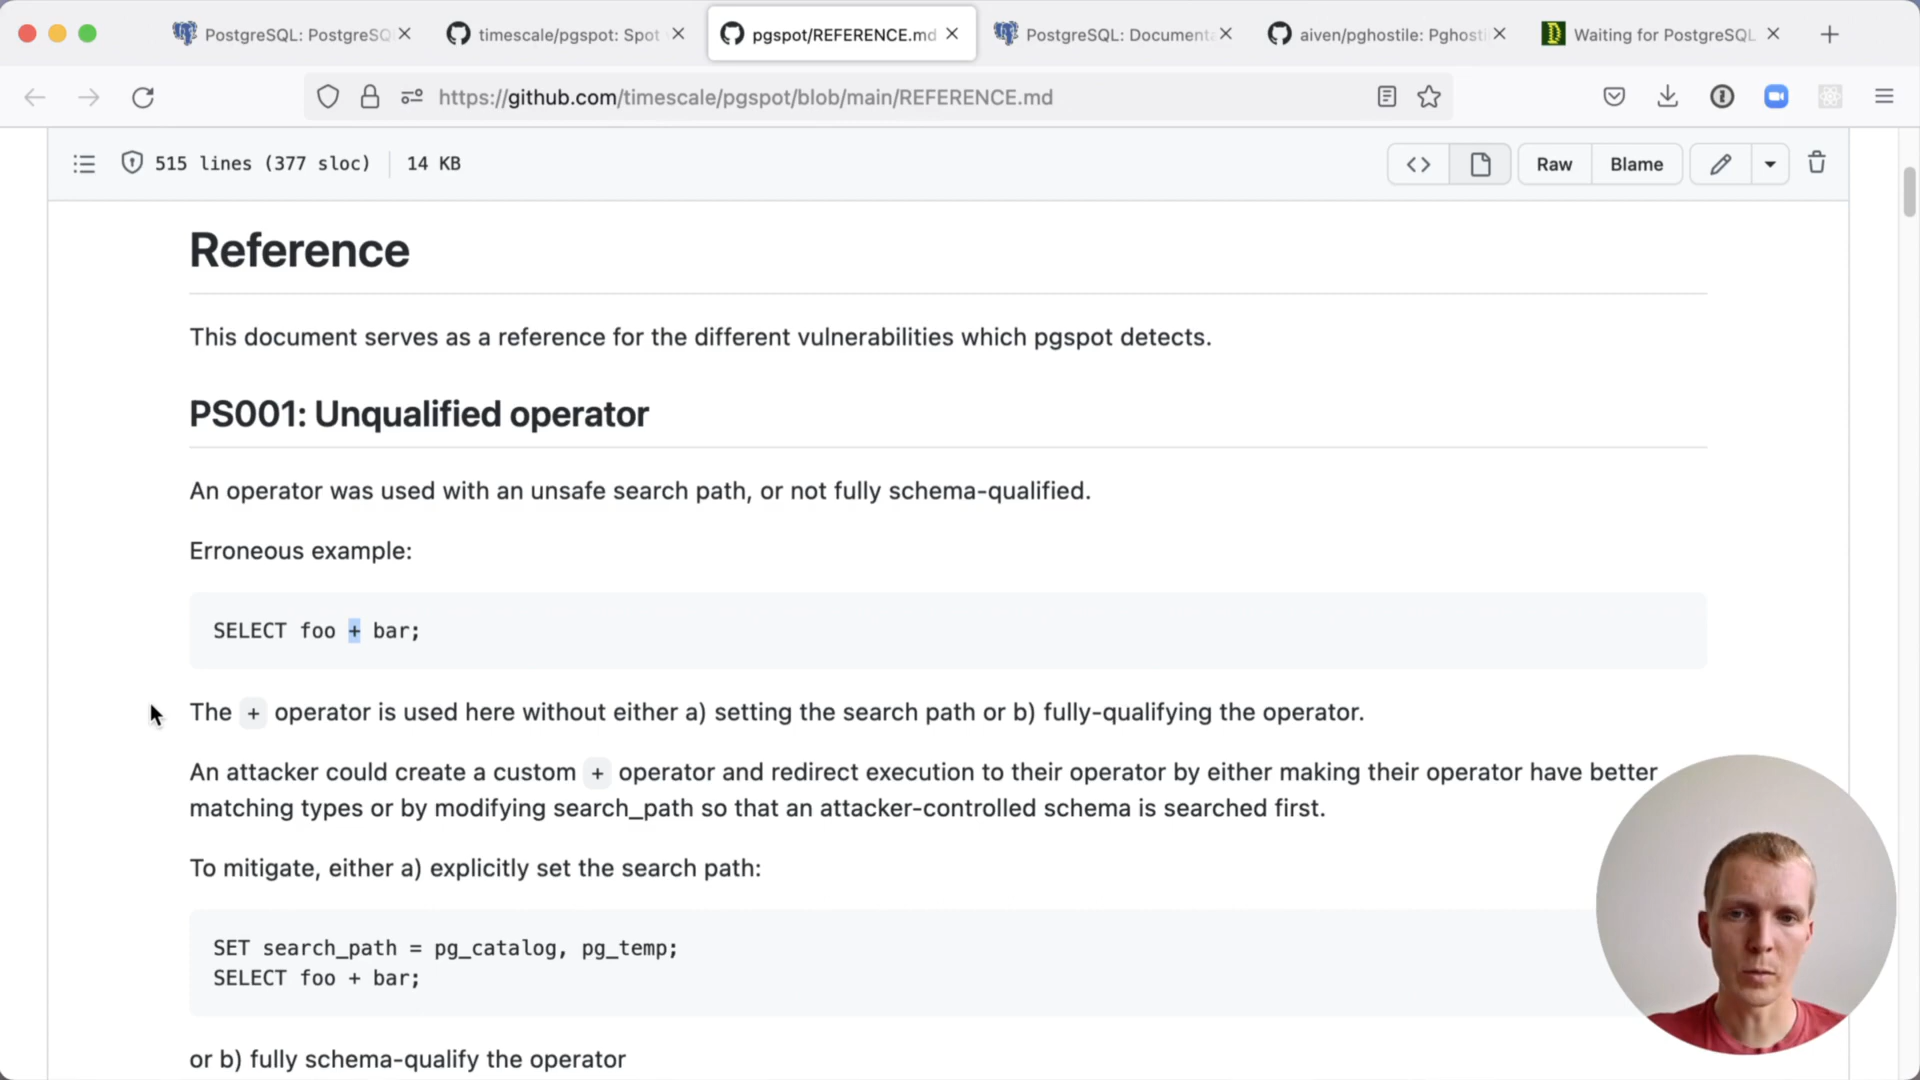 PostgreSQL: PostgreSQ
timescale/pgspot: Spot
pgspot/REFERENCE.md
PostgreSQL: Documenta
aiven/pghostile: Pghosti
Waiting for PostgreSQL
https://github.com/timescale/pgspot/blob/main/REFERENCE.md
515 lines (377 sloc)
14 KB
Raw
Blame
Reference
This document serves as a reference for the different vulnerabilities which pgspot detects.
PS001: Unqualified operator
An operator was used with an unsafe search path, or not fully schema-qualified.
Erroneous example:
SELECT foo + bar;
The + operator is used here without either a) setting the search path or b) fully-qualifying the operator.
An attacker could create a custom + operator and redirect execution to their operator by either making their operator have better
matching types or by modifying search_path so that an attacker-controlled schema is searched first.
To mitigate, either a) explicitly set the search path:
SET search_path = pg_catalog, pg_temp;
SELECT foo + bar;
or b) fully schema-qualify the operator